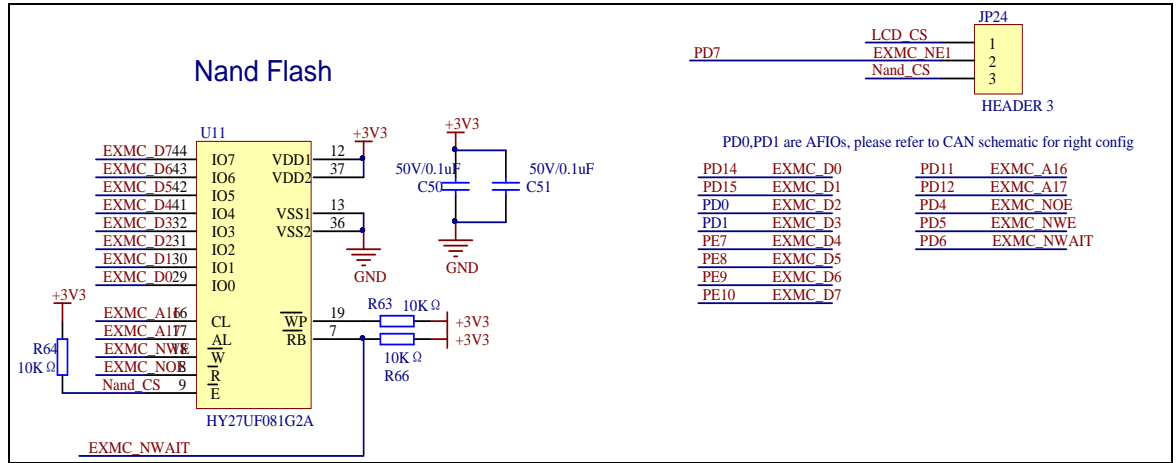 Nand Flash
U11
EXMC_D7 44 IO7
EXMC_D6 43 IO6
EXMC_D5 42 IO5
EXMC_D4 41 IO4
EXMC_D3 32 IO3
EXMC_D2 31 IO2
EXMC_D1 30 IO1
EXMC_D0 29 IO0
EXMC_A16 16 CL
EXMC_A17 17 AL
EXMC_NWE 18 W
EXMC_NOE 8 R
Nand_CS 9 E
+3V3
R64
10KΩ
VDD1 12
VDD2 37
+3V3
VSS1 13
VSS2 36
GND
WP 19
RB 7
R63 10KΩ
+3V3
+3V3
10KΩ
R66
HY27UF081G2A
EXMC_NWAIT
+3V3
50V/0.1uF
C50
50V/0.1uF
C51
GND
JP24
LCD_CS 1
PD7 EXMC_NE1 2
Nand_CS 3
HEADER 3
PD0,PD1 are AFIOs, please refer to CAN schematic for right config
PD14 EXMC_D0
PD15 EXMC_D1
PD0 EXMC_D2
PD1 EXMC_D3
PE7 EXMC_D4
PE8 EXMC_D5
PE9 EXMC_D6
PE10 EXMC_D7
PD11 EXMC_A16
PD12 EXMC_A17
PD4 EXMC_NOE
PD5 EXMC_NWE
PD6 EXMC_NWAIT